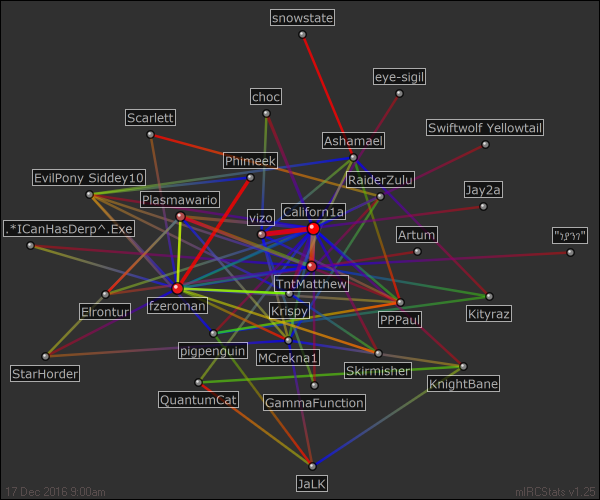 snowstate
eye-sigil
choc
Scarlett
Swiftwolf Yellowtail
Ashamael
Phimeek
EvilPony Siddey10
RaiderZulu
Plasmawario
Jay2a
vizo
Californ1a
.*ICanHasDerp^.Exe
Artum
TntMatthew
fzeroman
Elrontur
Krispy
PPPaul
Kityraz
pigpenguin
MCrekna1
StarHorder
Skirmisher
KnightBane
QuantumCat
GammaFunction
JaLK
17 Dec 2016 9:00am
mIRCStats v1.25